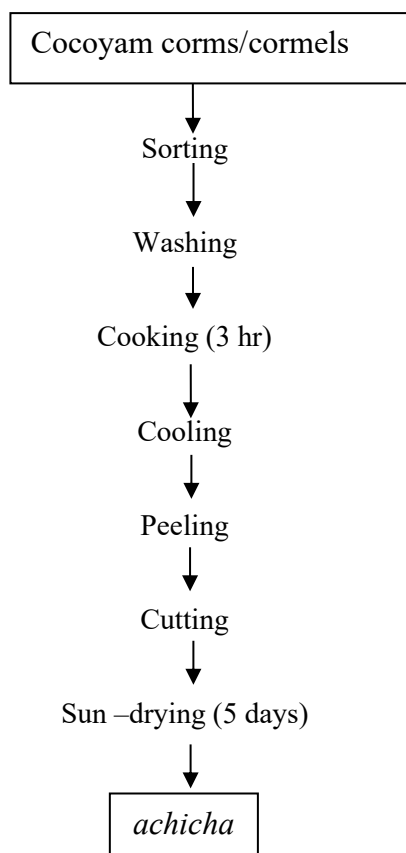 Cocoyam corms/cormels
Sorting
Washing
Cooking (3 hr)
Cooling
Peeling
Cutting
Sun –drying (5 days)
achicha